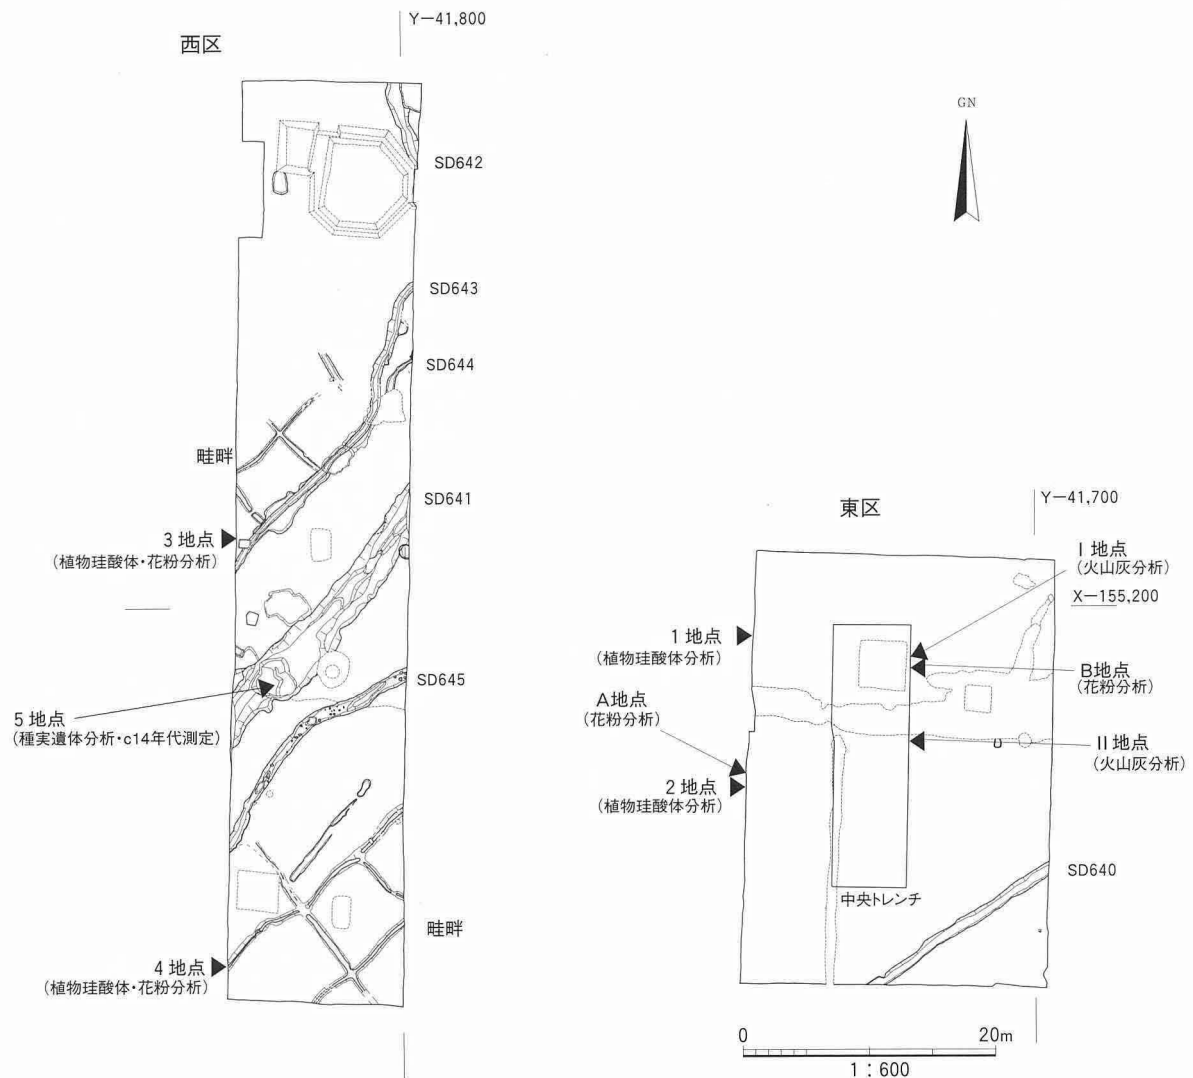 Y−41,800
西区
GN
SD642
SD643
SD644
畦畔
SD641
3地点
(植物珪酸体・花粉分析)
SD645
5地点
(種実遺体分析・c14年代測定)
畦畔
4地点
(植物珪酸体・花粉分析)
Y−41,700
東区
I地点
(火山灰分析)
X−155,200
1地点
(植物珪酸体分析)
B地点
(花粉分析)
A地点
(花粉分析)
II地点
(火山灰分析)
2地点
(植物珪酸体分析)
SD640
中央トレンチ
0 20m
1:600